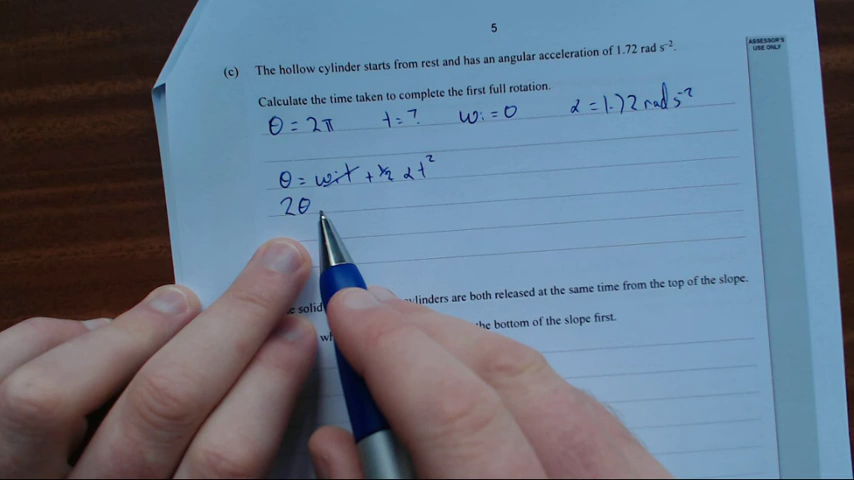 5
ASSESSOR'S
USE ONLY
(c) The hollow cylinder starts from rest and has an angular acceleration of 1.72 rad s⁻².
Calculate the time taken to complete the first full rotation.
θ = 2π t = ? ωi = 0 α = 1.72 rad s⁻²
θ = ωit + ½ αt²
2θ
solid cylinders are both released at the same time from the top of the slope.
the bottom of the slope first.